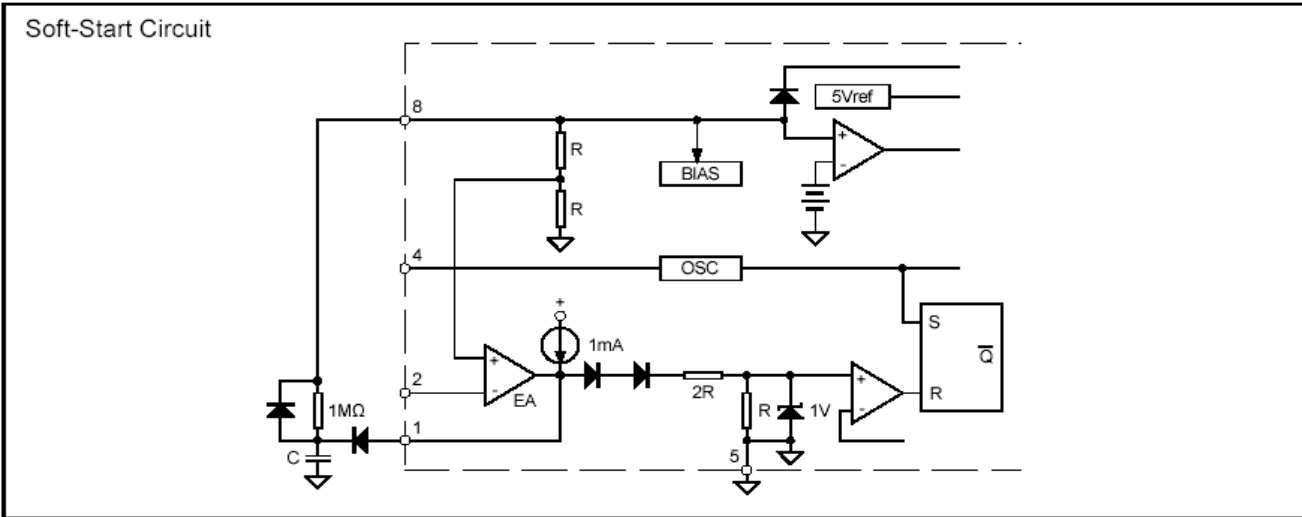 Soft-Start Circuit
8
5Vref
R
+
-
BIAS
R
4
OSC
+
1mA
S
Q̅
+
-
EA
2
2R
+
-
R
1MΩ
R
1V
1
C
5